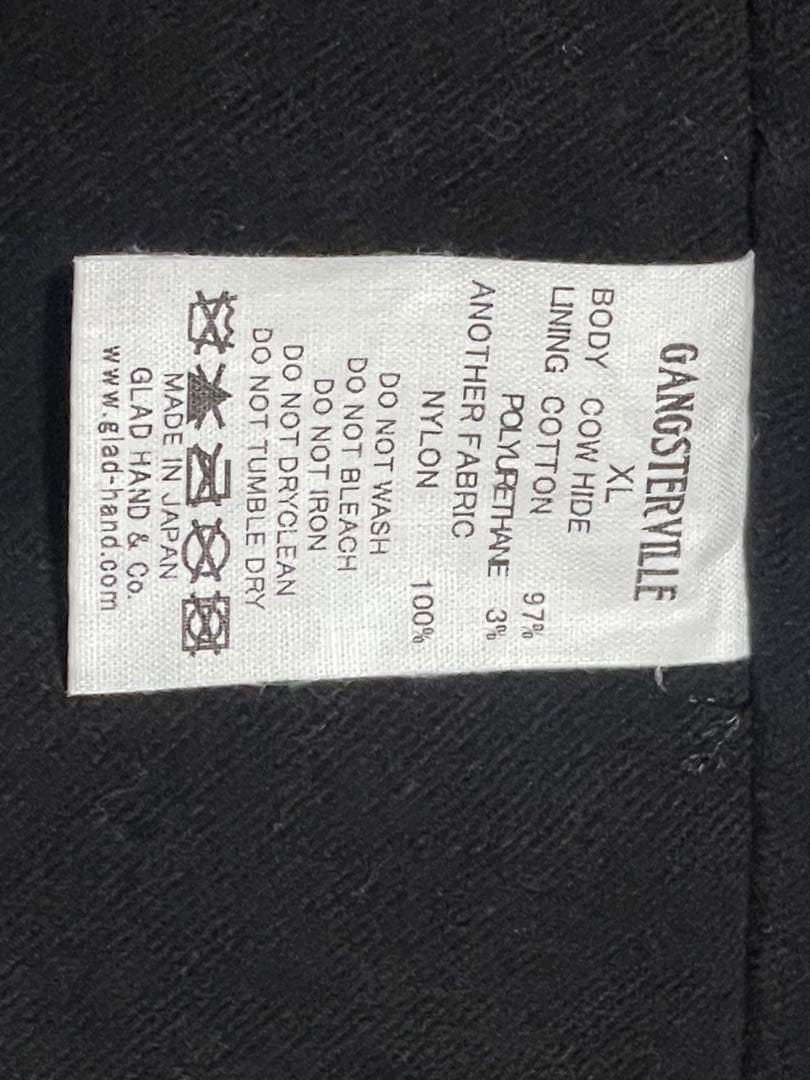 GANGSTERVILLE
XL
BODY COW HIDE
LINING COTTON 97%
POLYURETHANE 3%
ANOTHER FABRIC
NYLON 100%
DO NOT WASH
DO NOT BLEACH
DO NOT IRON
DO NOT DRYCLEAN
DO NOT TUMBLE DRY
MADE IN JAPAN
GLAD HAND & Co.
www.glad-hand.com